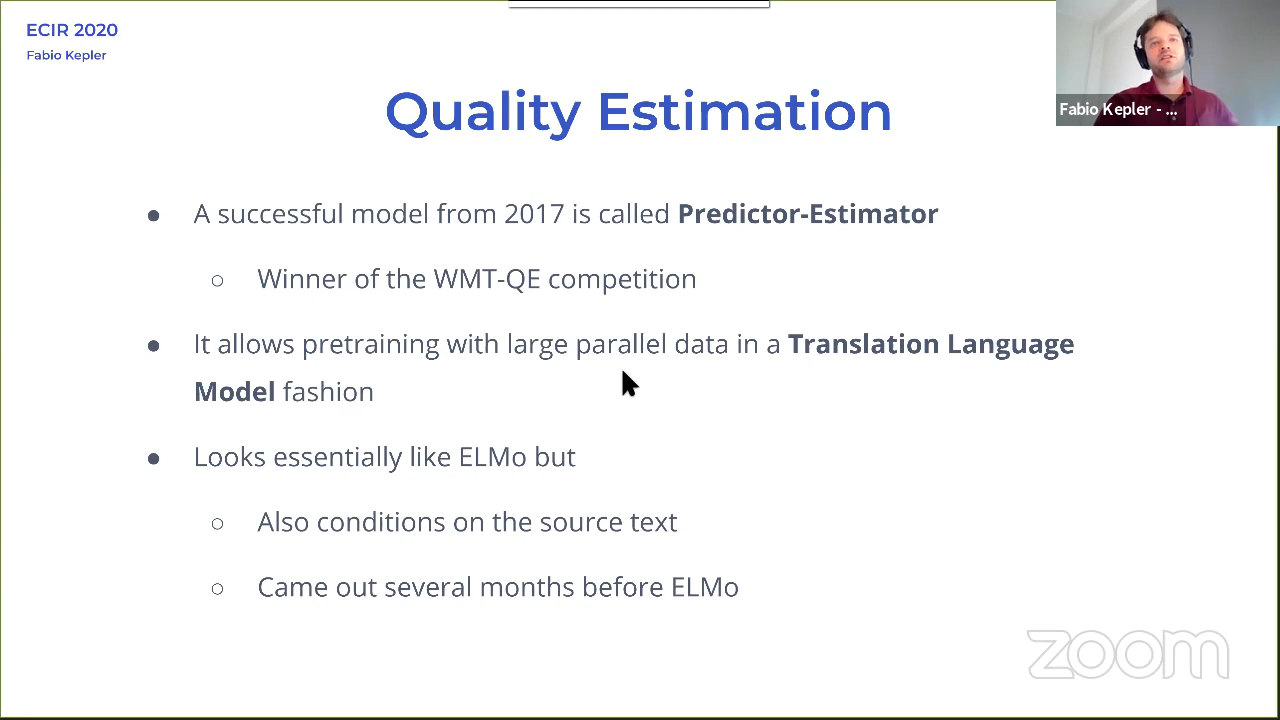 ECIR 2020
Fabio Kepler
Fabio Kepler - ...
Quality Estimation
● A successful model from 2017 is called Predictor-Estimator
○ Winner of the WMT-QE competition
● It allows pretraining with large parallel data in a Translation Language
Model fashion
● Looks essentially like ELMo but
○ Also conditions on the source text
○ Came out several months before ELMo
zoom